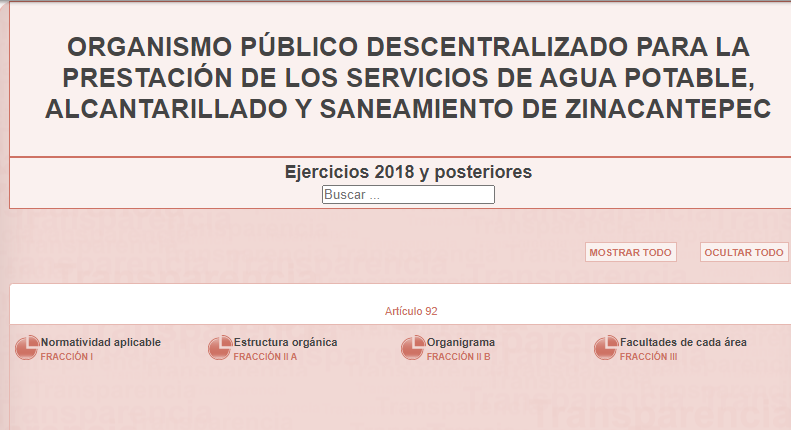 ORGANISMO PÚBLICO DESCENTRALIZADO PARA LA
PRESTACIÓN DE LOS SERVICIOS DE AGUA POTABLE,
ALCANTARILLADO Y SANEAMIENTO DE ZINACANTEPEC
Ejercicios 2018 y posteriores
Buscar ...
MOSTRAR TODO OCULTAR TODO
Artículo 92
Normatividad aplicable Estructura orgánica Organigrama Facultades de cada área
FRACCIÓN I FRACCIÓN II A FRACCIÓN II B FRACCIÓN III
Transparencia
Transparencia